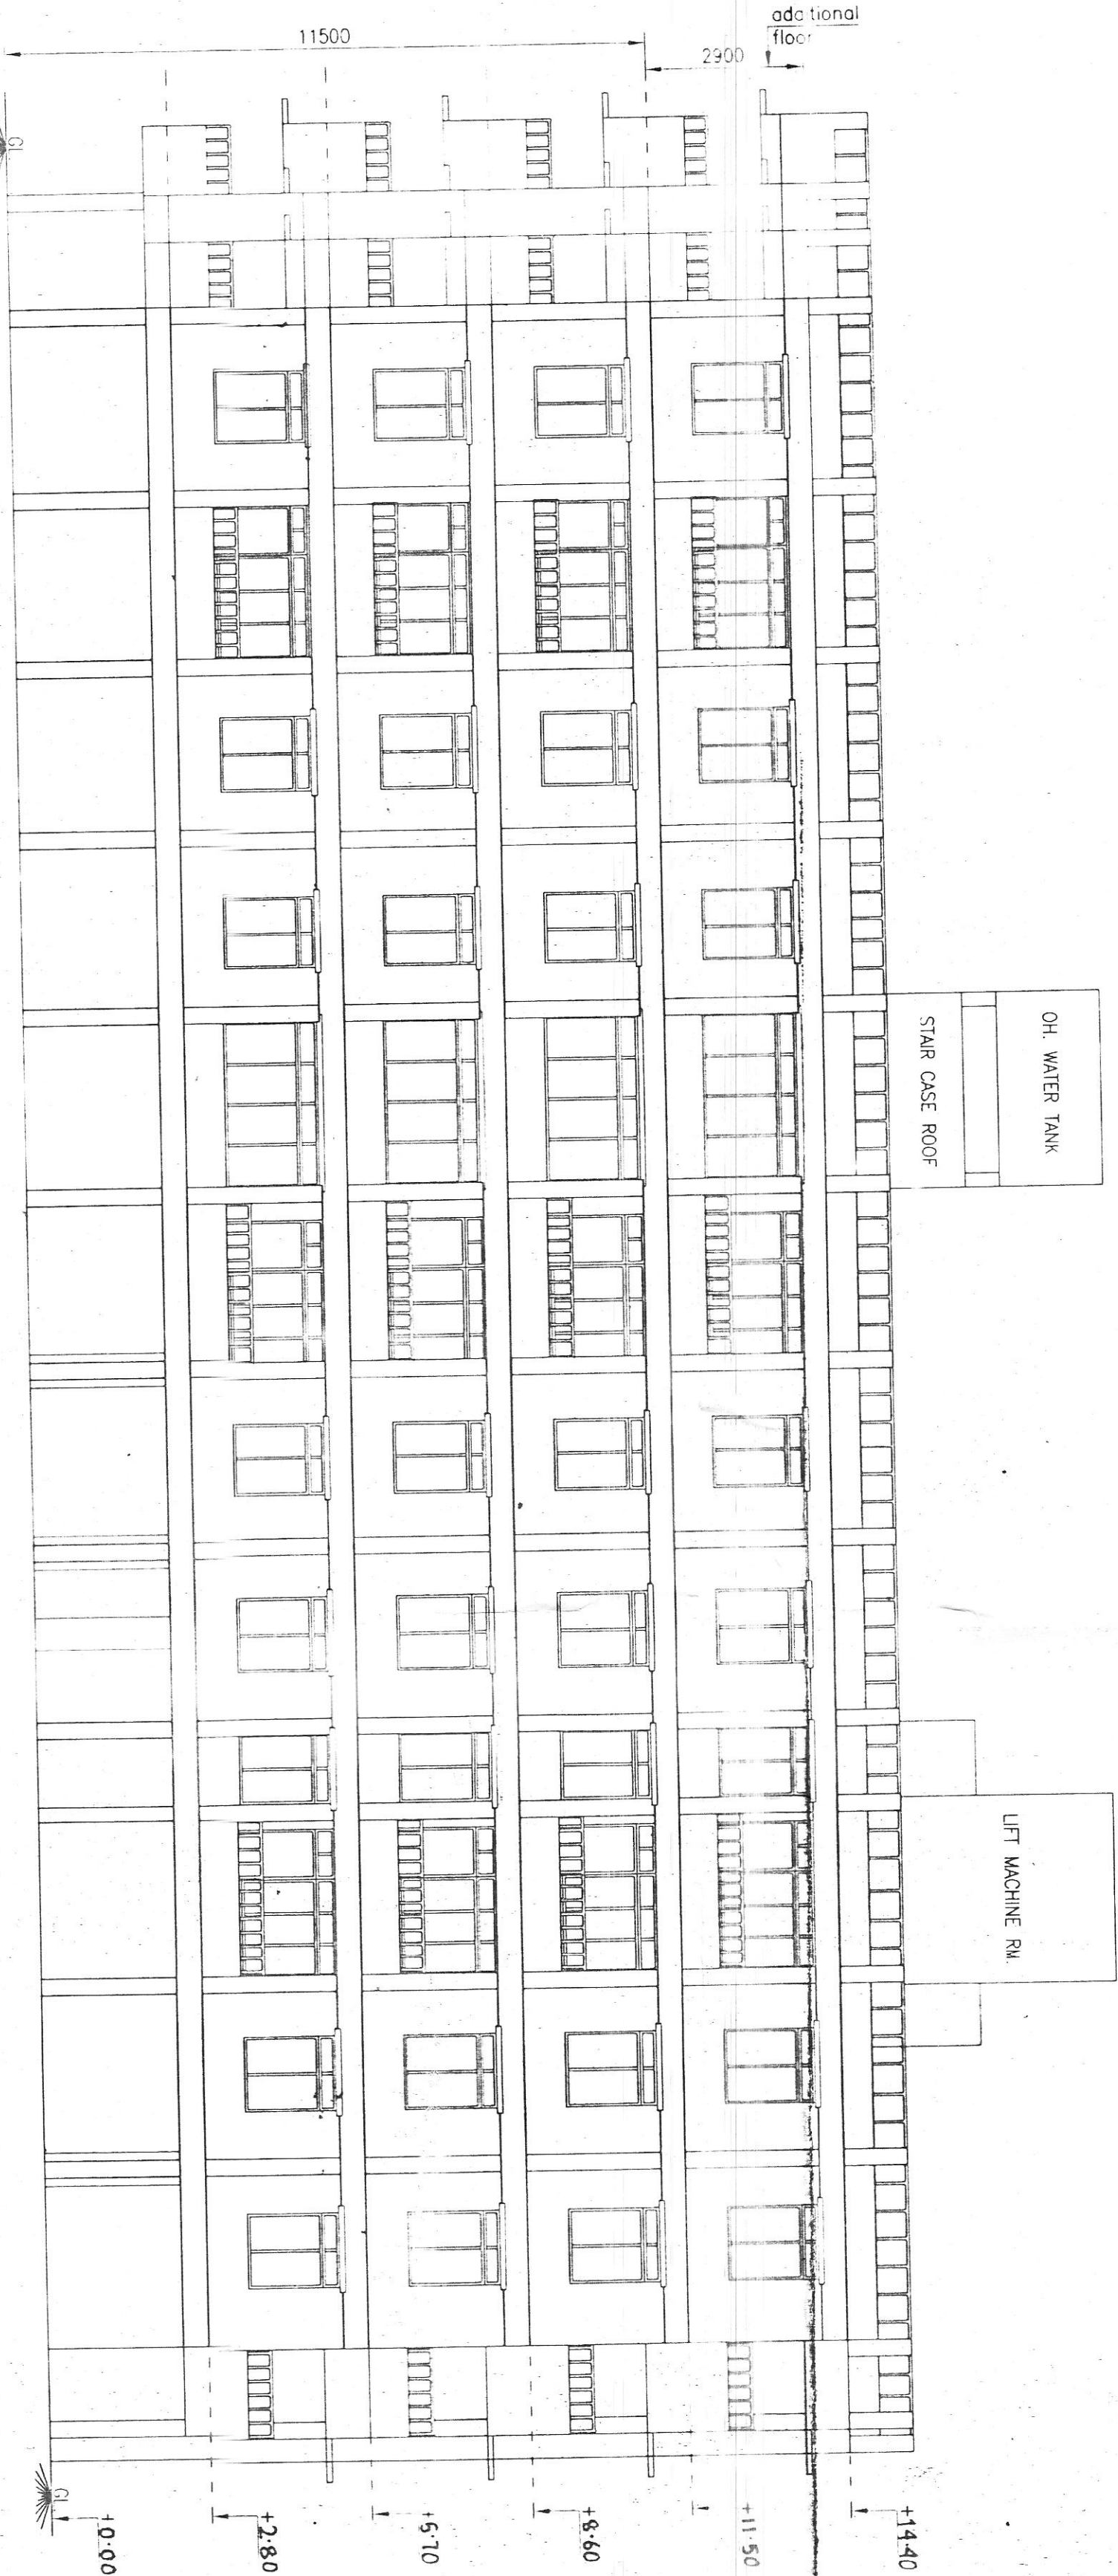 additional
floor
11500
2900
GL
OH. WATER TANK
STAIR CASE ROOF
LIFT MACHINE RM.
+14·40
+11·50
+8·60
+5·70
+2·80
+0·00
GL